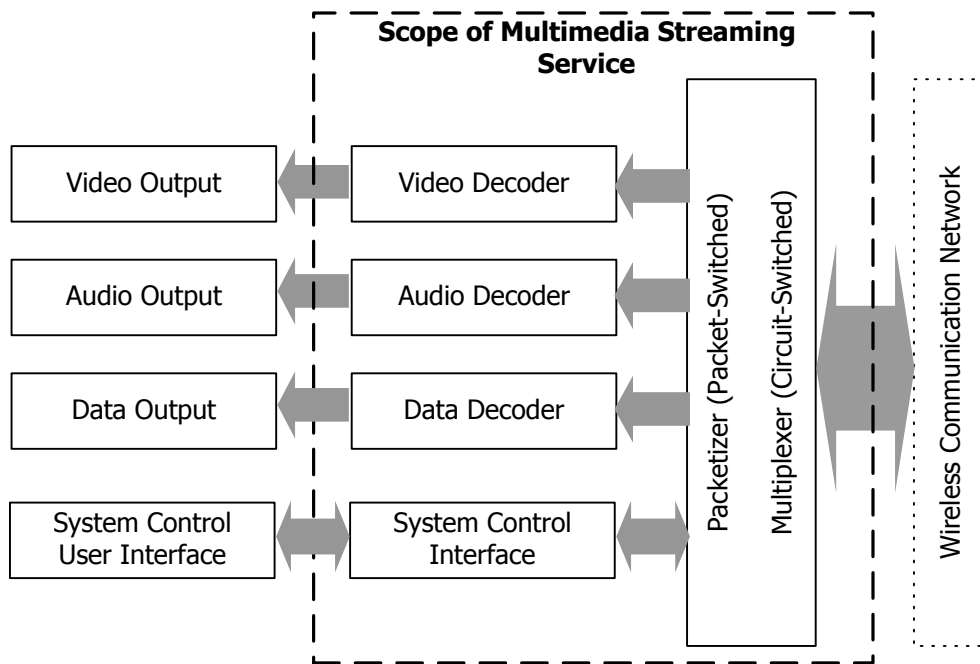 Scope of Multimedia Streaming
Service
Video Output
Video Decoder
Audio Output
Audio Decoder
Data Output
Data Decoder
System Control
User Interface
System Control
Interface
Packetizer (Packet-Switched)
Multiplexer (Circuit-Switched)
Wireless Communication Network